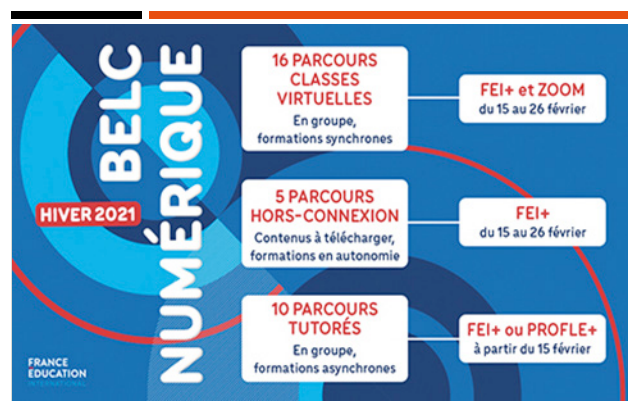 BELC
NUMÉRIQUE
HIVER 2021
16 PARCOURS
CLASSES
VIRTUELLES
En groupe,
formations synchrones
FEI+ et ZOOM
du 15 au 26 février
5 PARCOURS
HORS-CONNEXION
Contenus à télécharger,
formations en autonomie
FEI+
du 15 au 26 février
10 PARCOURS
TUTORÉS
En groupe,
formations asynchrones
FEI+ ou PROFLE+
à partir du 15 février
FRANCE
EDUCATION
INTERNATIONAL